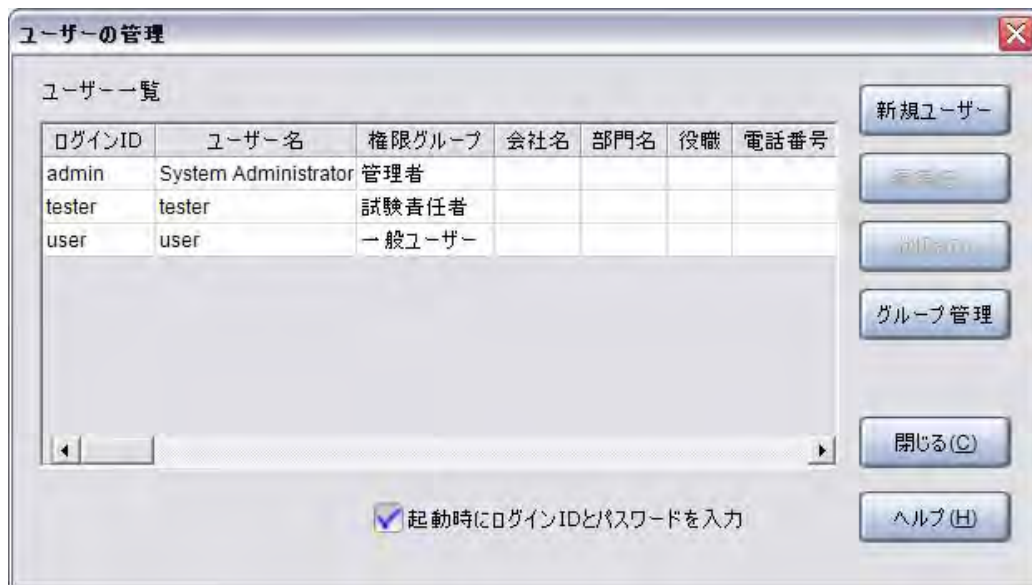 ユーザーの管理
ユーザー一覧
ログインID ユーザー名 権限グループ 会社名 部門名 役職 電話番号
admin System Administrator 管理者
tester tester 試験責任者
user user 一般ユーザー
新規ユーザー
グループ管理
閉じる(C)
ヘルプ(H)
起動時にログインIDとパスワードを入力